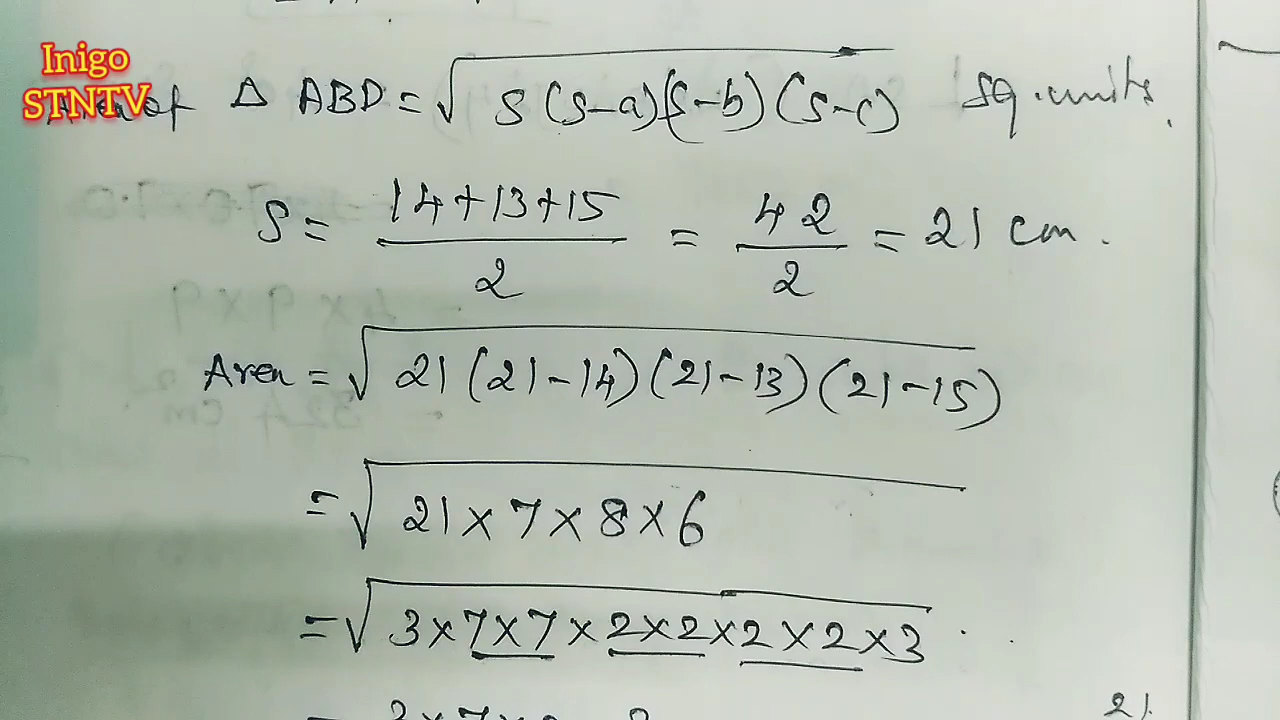 Inigo
STNTV
Area of Δ ABD = √s(s-a)(s-b)(s-c) sq.units.
S = 14+13+15 / 2 = 42 / 2 = 21 cm.
Area = √21(21-14)(21-13)(21-15)
= √21×7×8×6
= √3×7×7×2×2×2×2×3
21.